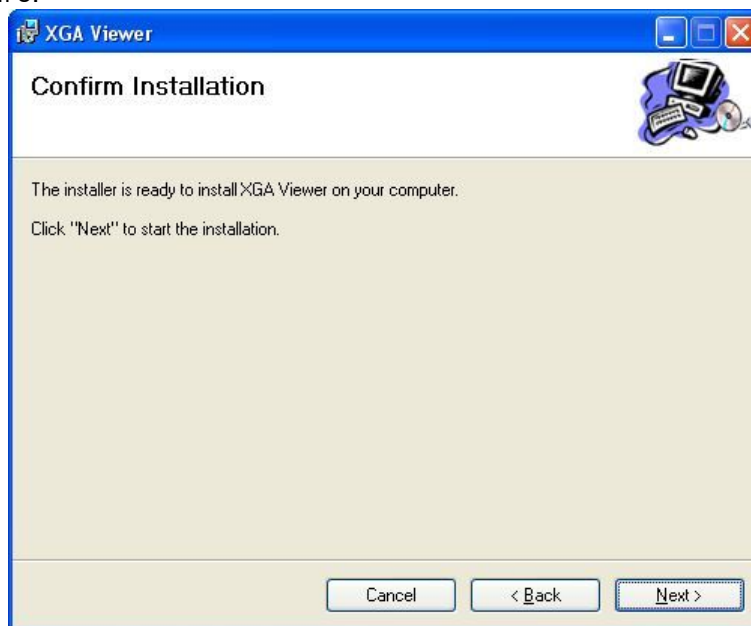 XGA Viewer
Confirm Installation
The installer is ready to install XGA Viewer on your computer.
Click "Next" to start the installation.
Cancel < Back Next >